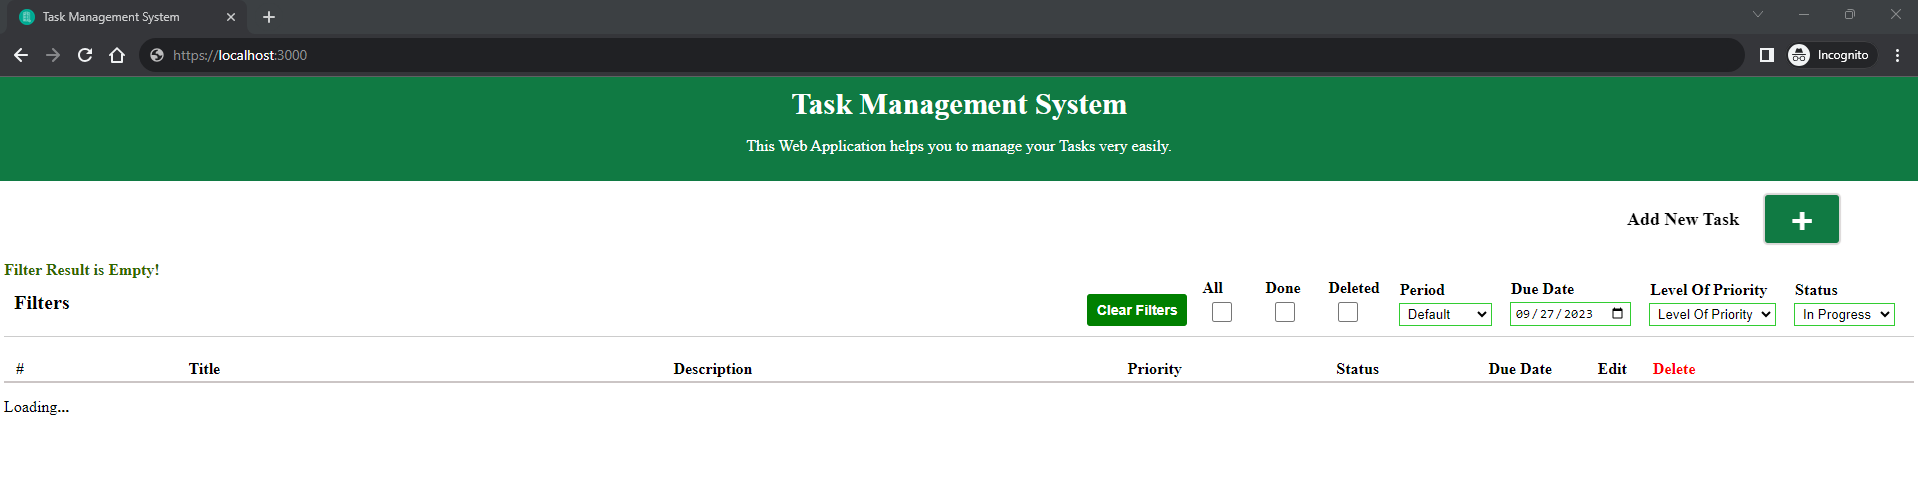 Task Management System
https://localhost:3000
Incognito
Task Management System
This Web Application helps you to manage your Tasks very easily.
Add New Task +
Filter Result is Empty!
Filters
Clear Filters
All Done Deleted Period Due Date Level Of Priority Status
Default 09/27/2023 Level Of Priority In Progress
# Title Description Priority Status Due Date Edit Delete
Loading...